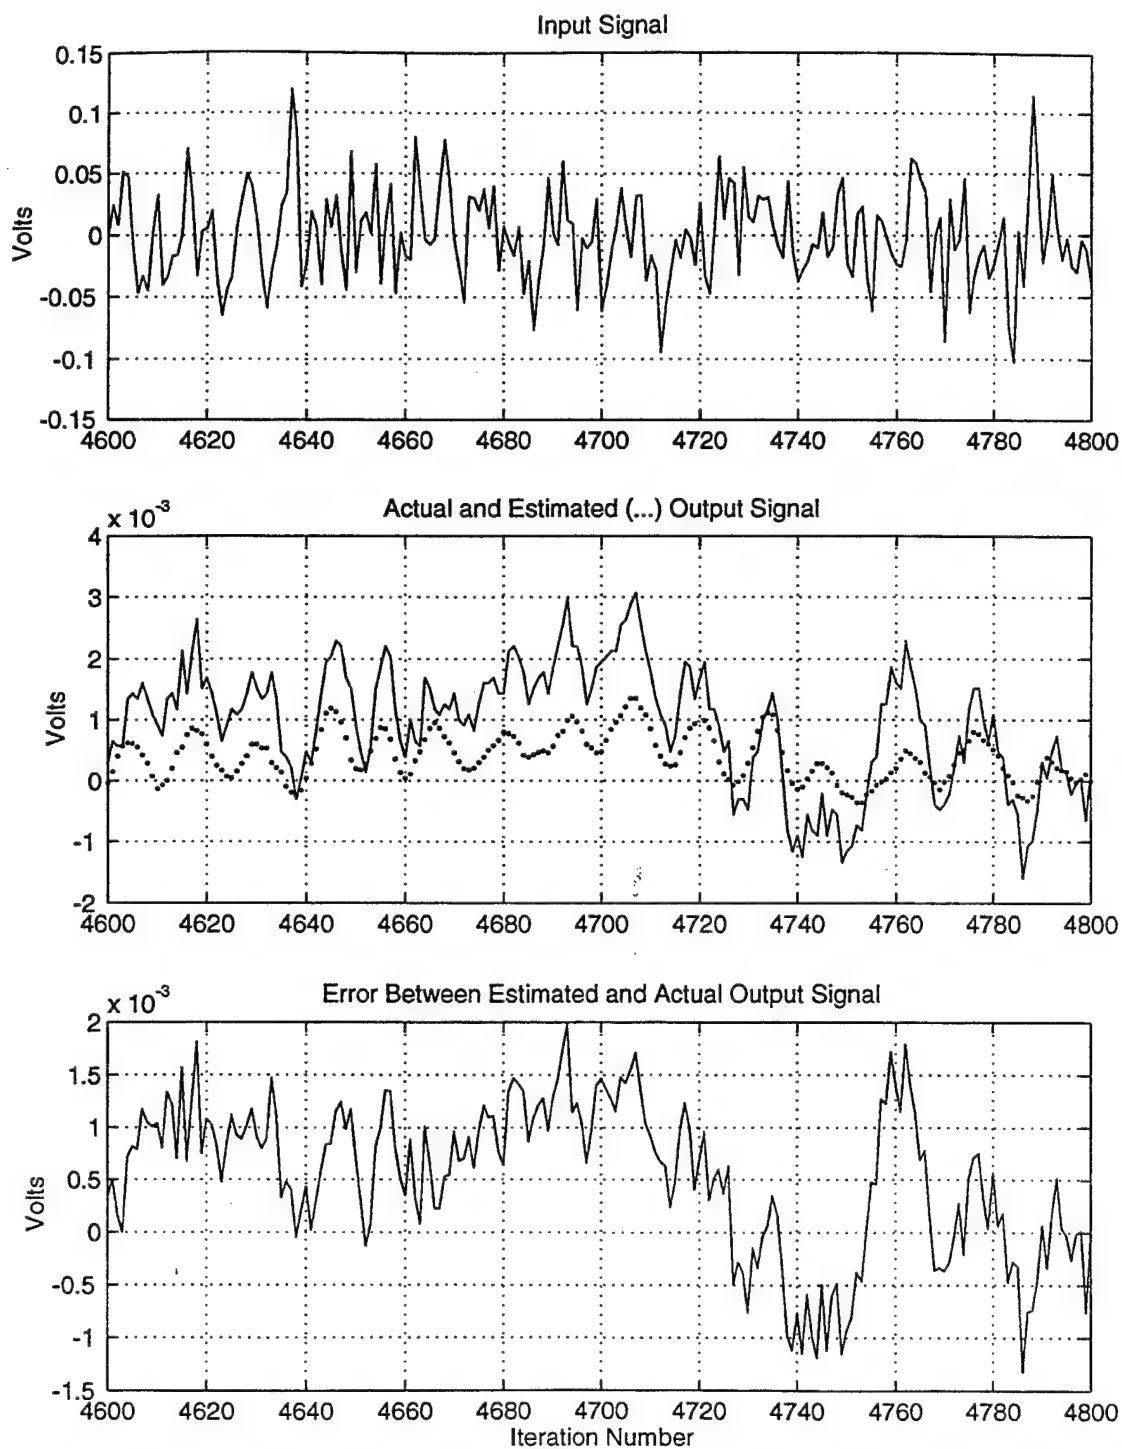 Input Signal
0.15
0.1
0.05
0
-0.05
-0.1
-0.15
Volts
4600 4620 4640 4660 4680 4700 4720 4740 4760 4780 4800
Actual and Estimated (...) Output Signal
x 10-3
4
3
2
1
0
-1
-2
Volts
4600 4620 4640 4660 4680 4700 4720 4740 4760 4780 4800
Error Between Estimated and Actual Output Signal
x 10-3
2
1.5
1
0.5
0
-0.5
-1
-1.5
Volts
4600 4620 4640 4660 4680 4700 4720 4740 4760 4780 4800
Iteration Number